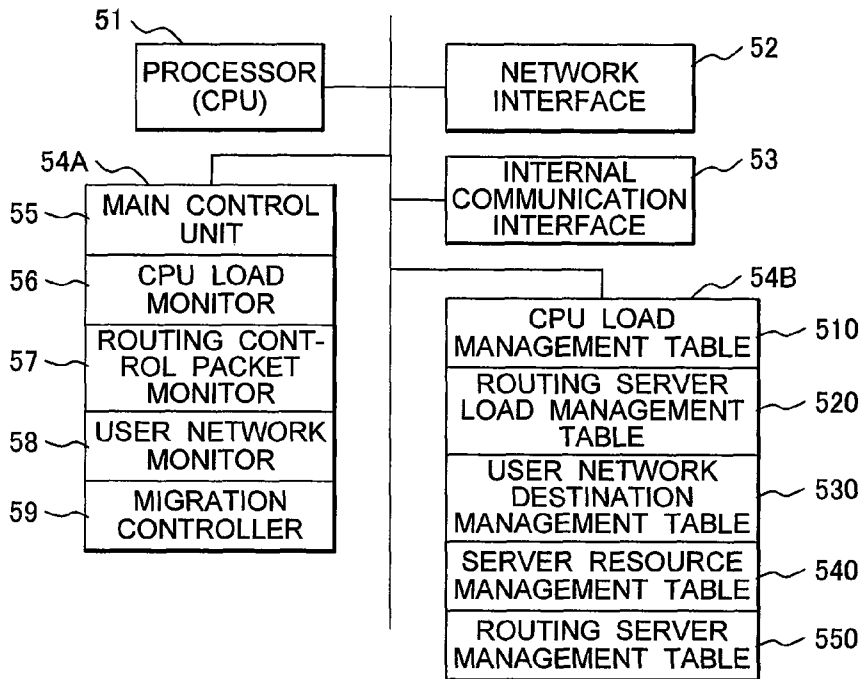 51
PROCESSOR
(CPU)
52
NETWORK
INTERFACE
53
INTERNAL
COMMUNICATION
INTERFACE
54A
55
MAIN CONTROL
UNIT
56
CPU LOAD
MONITOR
57
ROUTING CONT-
ROL PACKET
MONITOR
58
USER NETWORK
MONITOR
59
MIGRATION
CONTROLLER
54B
CPU LOAD
MANAGEMENT TABLE
510
ROUTING SERVER
LOAD MANAGEMENT
TABLE
520
USER NETWORK
DESTINATION
MANAGEMENT TABLE
530
SERVER RESOURCE
MANAGEMENT TABLE
540
ROUTING SERVER
MANAGEMENT TABLE
550